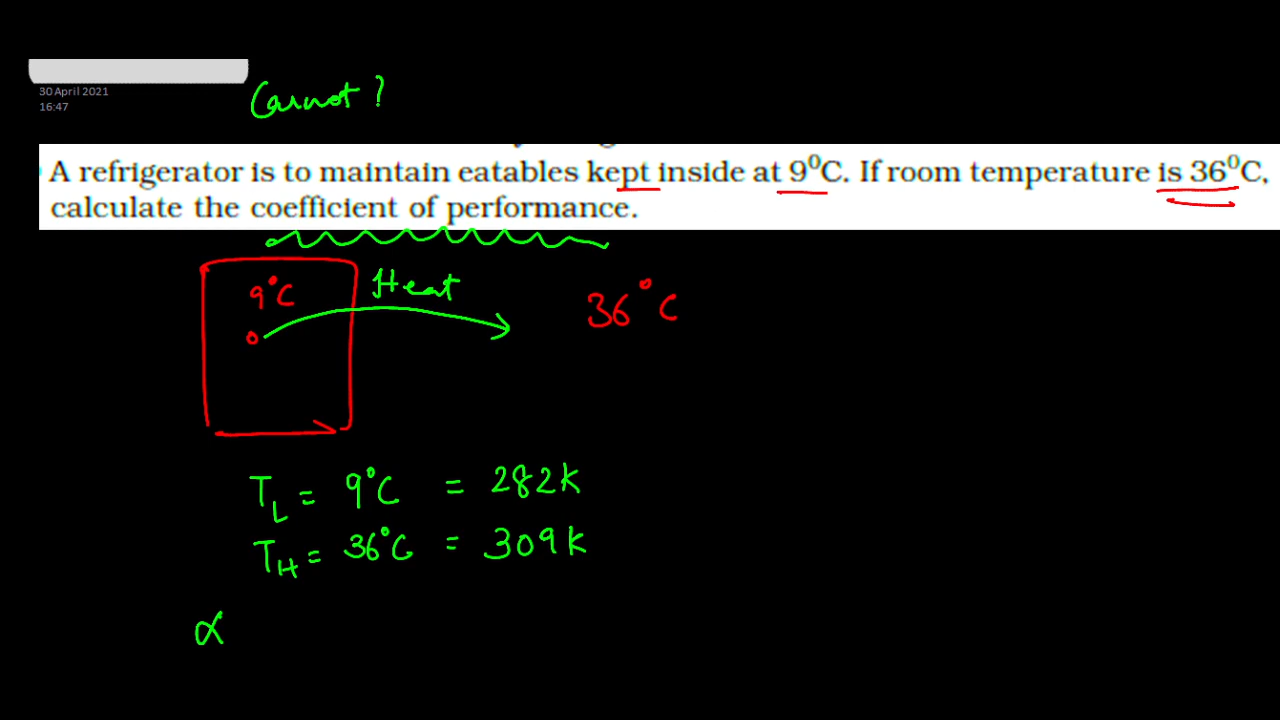 30 April 2021
16:47
Carnot ?
A refrigerator is to maintain eatables kept inside at 9⁰C. If room temperature is 36⁰C,
calculate the coefficient of performance.
9°C
Heat
36°C
T_L = 9°C = 282K
T_H = 36°C = 309K
α